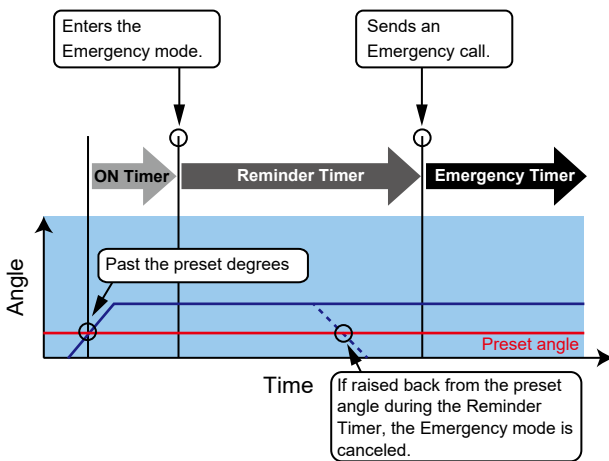 Enters the
Emergency mode.
Sends an
Emergency call.
ON Timer
Reminder Timer
Emergency Timer
Angle
Past the preset degrees
Preset angle
Time
If raised back from the preset
angle during the Reminder
Timer, the Emergency mode is
canceled.